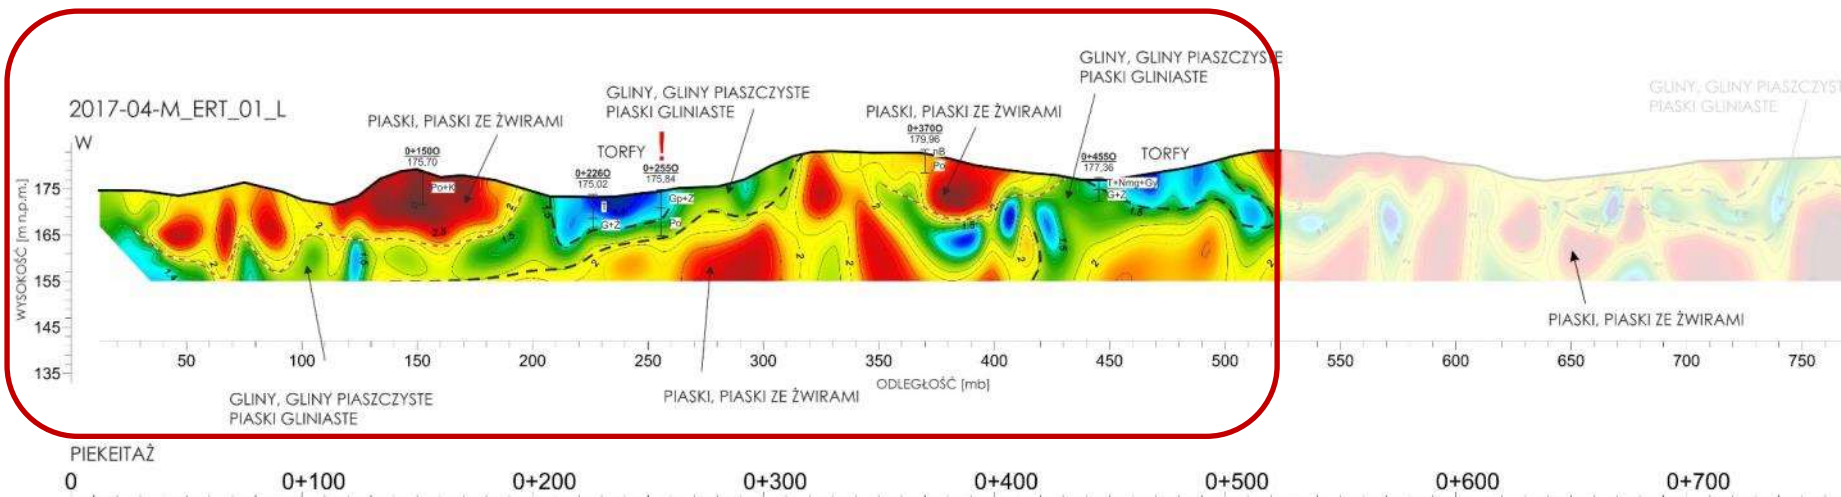 2017-04-M_ERT_01_L
W
WYSOKOŚĆ [m n.p.m.]
175
165
155
145
135
PIASKI, PIASKI ZE ŻWIRAMI
GLINY, GLINY PIASZCZYSTE
PIASKI GLINIASTE
TORFY
!
PIASKI, PIASKI ZE ŻWIRAMI
GLINY, GLINY PIASZCZYSTE
PIASKI GLINIASTE
TORFY
GLINY, GLINY PIASZCZYST
PIASKI GLINIASTE
0+150O
175,70
Po+K
0+226O
175,02
T
G+Ż
0+255O
175,84
Gp+Ż
Po
0+370O
179,96
nB
Po
0+455O
177,36
T+Nmg+Gy
G+Ż
PIASKI, PIASKI ZE ŻWIRAMI
50 100 150 200 250 300 350 400 450 500 550 600 650 700 750
ODLEGŁOŚĆ [mb]
GLINY, GLINY PIASZCZYSTE
PIASKI GLINIASTE
PIASKI, PIASKI ZE ŻWIRAMI
PIEKEITAŻ
0 0+100 0+200 0+300 0+400 0+500 0+600 0+700